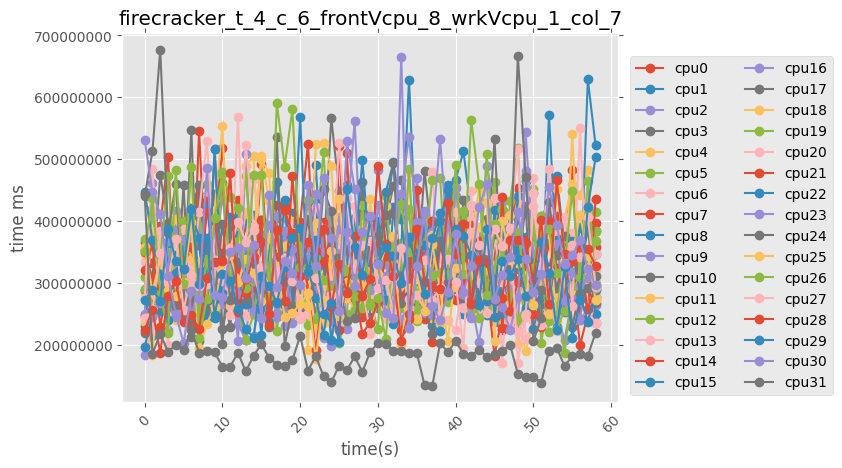 firecracker_t_4_c_6_frontVcpu_8_wrkVcpu_1_col_7
time ms
700000000
600000000
500000000
400000000
300000000
200000000
0
10
20
30
40
50
60
time(s)
cpu0
cpu1
cpu2
cpu3
cpu4
cpu5
cpu6
cpu7
cpu8
cpu9
cpu10
cpu11
cpu12
cpu13
cpu14
cpu15
cpu16
cpu17
cpu18
cpu19
cpu20
cpu21
cpu22
cpu23
cpu24
cpu25
cpu26
cpu27
cpu28
cpu29
cpu30
cpu31